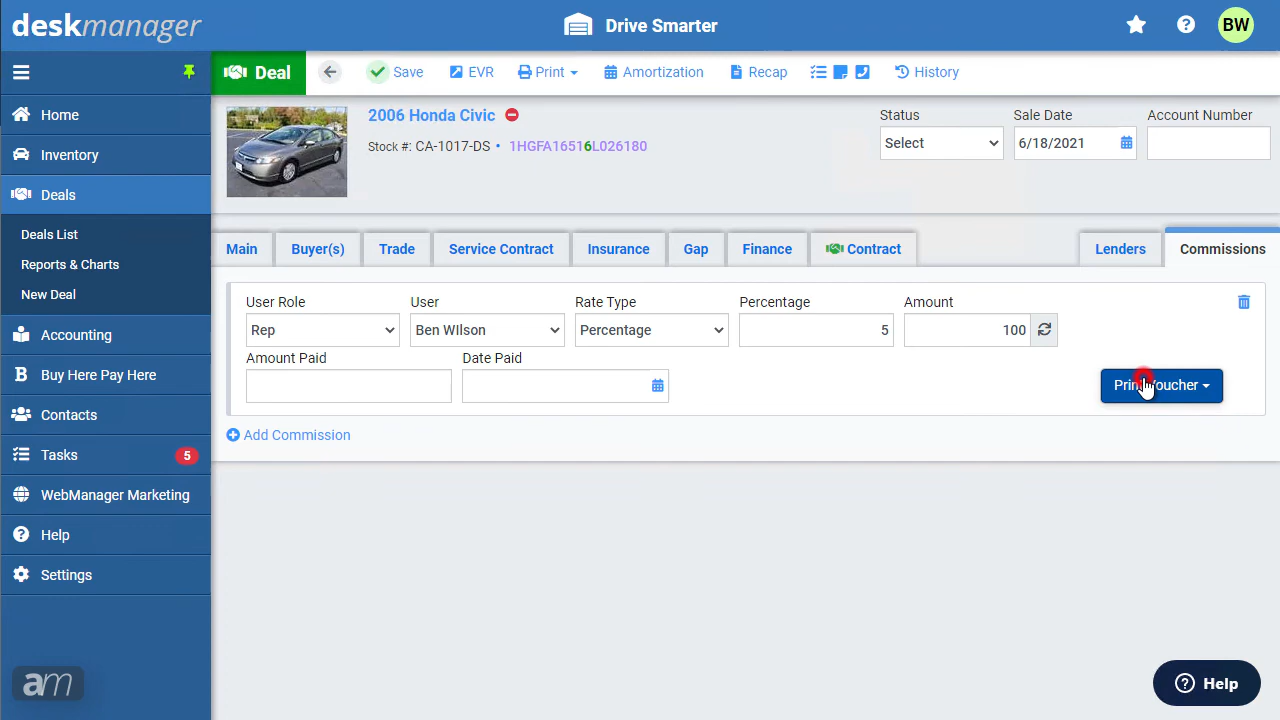 deskmanager
Drive Smarter
BW
Deal
Save
EVR
Print
Amortization
Recap
History
Home
Inventory
Deals
Deals List
Reports & Charts
New Deal
Accounting
Buy Here Pay Here
Contacts
Tasks
5
WebManager Marketing
Help
Settings
am
2006 Honda Civic
Stock #: CA-1017-DS • 1HGFA16516L026180
Status
Select
Sale Date
6/18/2021
Account Number
Main
Buyer(s)
Trade
Service Contract
Insurance
Gap
Finance
Contract
Lenders
Commissions
User Role
Rep
User
Ben WIlson
Rate Type
Percentage
Percentage
5
Amount
100
Amount Paid
Date Paid
Print Voucher
Add Commission
Help